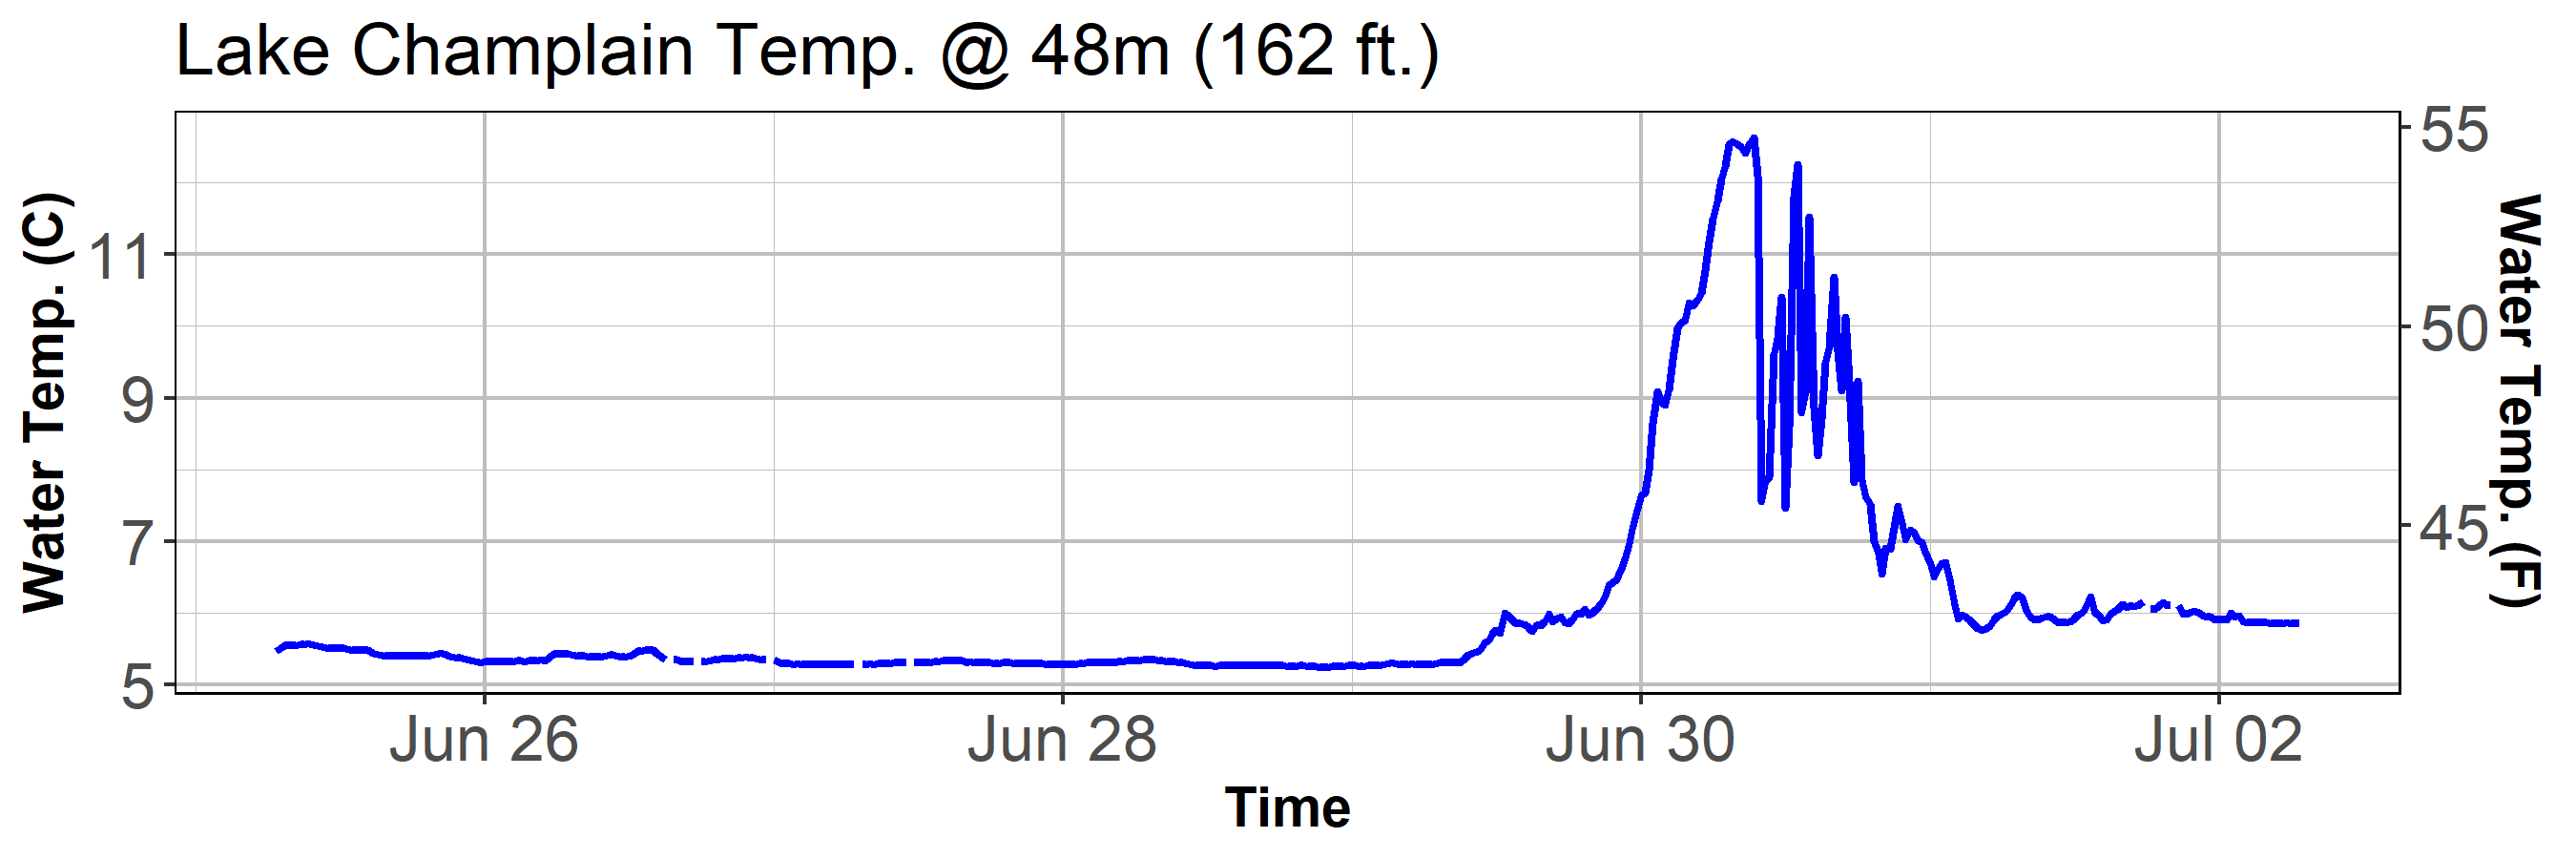 Lake Champlain Temp. @ 48m (162 ft.)
Water Temp. (C)
11
9
7
5
55
50
45
Water Temp. (F)
Jun 26
Jun 28
Jun 30
Jul 02
Time